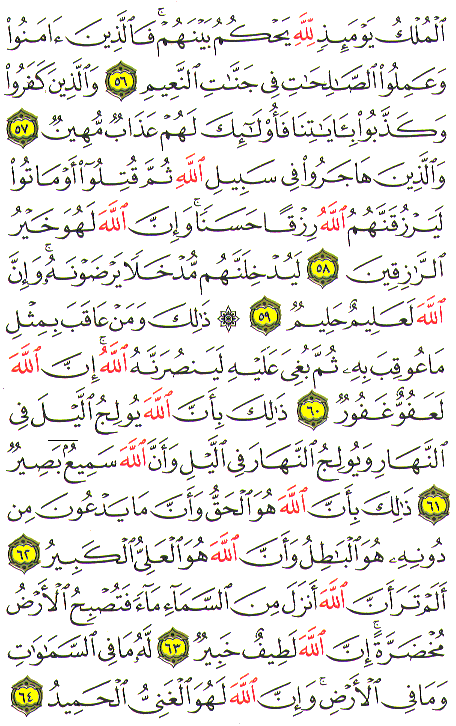 ٱلْمُلْكُ يَوْمَئِذٍ لِّلَّهِ يَحْكُمُ بَيْنَهُمْ ۚ فَٱلَّذِينَ ءَامَنُوا۟
وَعَمِلُوا۟ ٱلصَّـٰلِحَـٰتِ فِى جَنَّـٰتِ ٱلنَّعِيمِ ٥٦ وَٱلَّذِينَ كَفَرُوا۟
وَكَذَّبُوا۟ بِـَٔايَـٰتِنَا فَأُو۟لَـٰٓئِكَ لَهُمْ عَذَابٌ مُّهِينٌ ٥٧
وَٱلَّذِينَ هَاجَرُوا۟ فِى سَبِيلِ ٱللَّهِ ثُمَّ قُتِلُوٓا۟ أَوْ مَاتُوا۟
لَيَرْزُقَنَّهُمُ ٱللَّهُ رِزْقًا حَسَنًا ۚ وَإِنَّ ٱللَّهَ لَهُوَ خَيْرُ
ٱلرَّٰزِقِينَ ٥٨ لَيُدْخِلَنَّهُم مُّدْخَلًا يَرْضَوْنَهُۥ ۗ وَإِنَّ
ٱللَّهَ لَعَلِيمٌ حَلِيمٌ ٥٩ ۞ ذَٰلِكَ وَمَنْ عَاقَبَ بِمِثْلِ
مَا عُوقِبَ بِهِۦ ثُمَّ بُغِىَ عَلَيْهِ لَيَنصُرَنَّهُ ٱللَّهُ ۗ إِنَّ ٱللَّهَ
لَعَفُوٌّ غَفُورٌ ٦٠ ذَٰلِكَ بِأَنَّ ٱللَّهَ يُولِجُ ٱلَّيْلَ فِى
ٱلنَّهَارِ وَيُولِجُ ٱلنَّهَارَ فِى ٱلَّيْلِ وَأَنَّ ٱللَّهَ سَمِيعٌۢ بَصِيرٌ
٦١ ذَٰلِكَ بِأَنَّ ٱللَّهَ هُوَ ٱلْحَقُّ وَأَنَّ مَا يَدْعُونَ مِن
دُونِهِۦ هُوَ ٱلْبَـٰطِلُ وَأَنَّ ٱللَّهَ هُوَ ٱلْعَلِىُّ ٱلْكَبِيرُ ٦٢
أَلَمْ تَرَ أَنَّ ٱللَّهَ أَنزَلَ مِنَ ٱلسَّمَآءِ مَآءً فَتُصْبِحُ ٱلْأَرْضُ
مُخْضَرَّةً ۗ إِنَّ ٱللَّهَ لَطِيفٌ خَبِيرٌ ٦٣ لَّهُۥ مَا فِى ٱلسَّمَـٰوَٰتِ
وَمَا فِى ٱلْأَرْضِ ۗ وَإِنَّ ٱللَّهَ لَهُوَ ٱلْغَنِىُّ ٱلْحَمِيدُ ٦٤